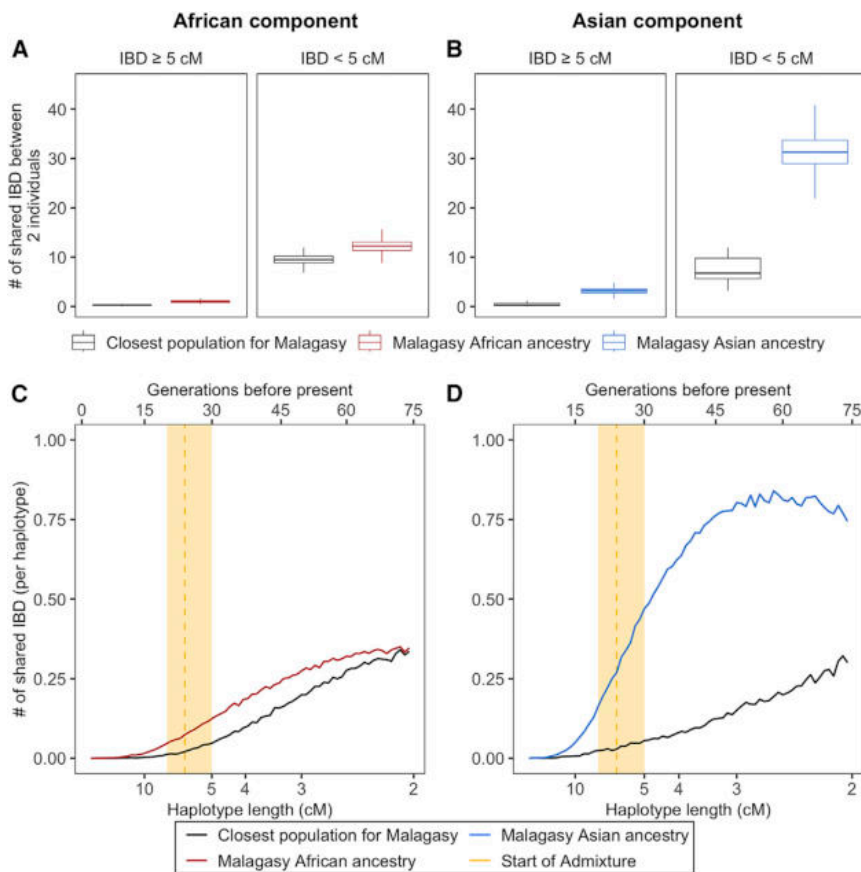 African component
Asian component
A
B
IBD ≥ 5 cM
IBD < 5 cM
IBD ≥ 5 cM
IBD < 5 cM
# of shared IBD between
2 individuals
40
30
20
10
0
40
30
20
10
0
Closest population for Malagasy
Malagasy African ancestry
Malagasy Asian ancestry
C
Generations before present
D
Generations before present
0 15 30 45 60 75
15 30 45 60 75
# of shared IBD (per haplotype)
1.00
0.75
0.50
0.25
0.00
1.00
0.75
0.50
0.25
0.00
10 5 4 3 2
10 5 4 3 2
Haplotype length (cM)
Haplotype length (cM)
Closest population for Malagasy
Malagasy Asian ancestry
Malagasy African ancestry
Start of Admixture